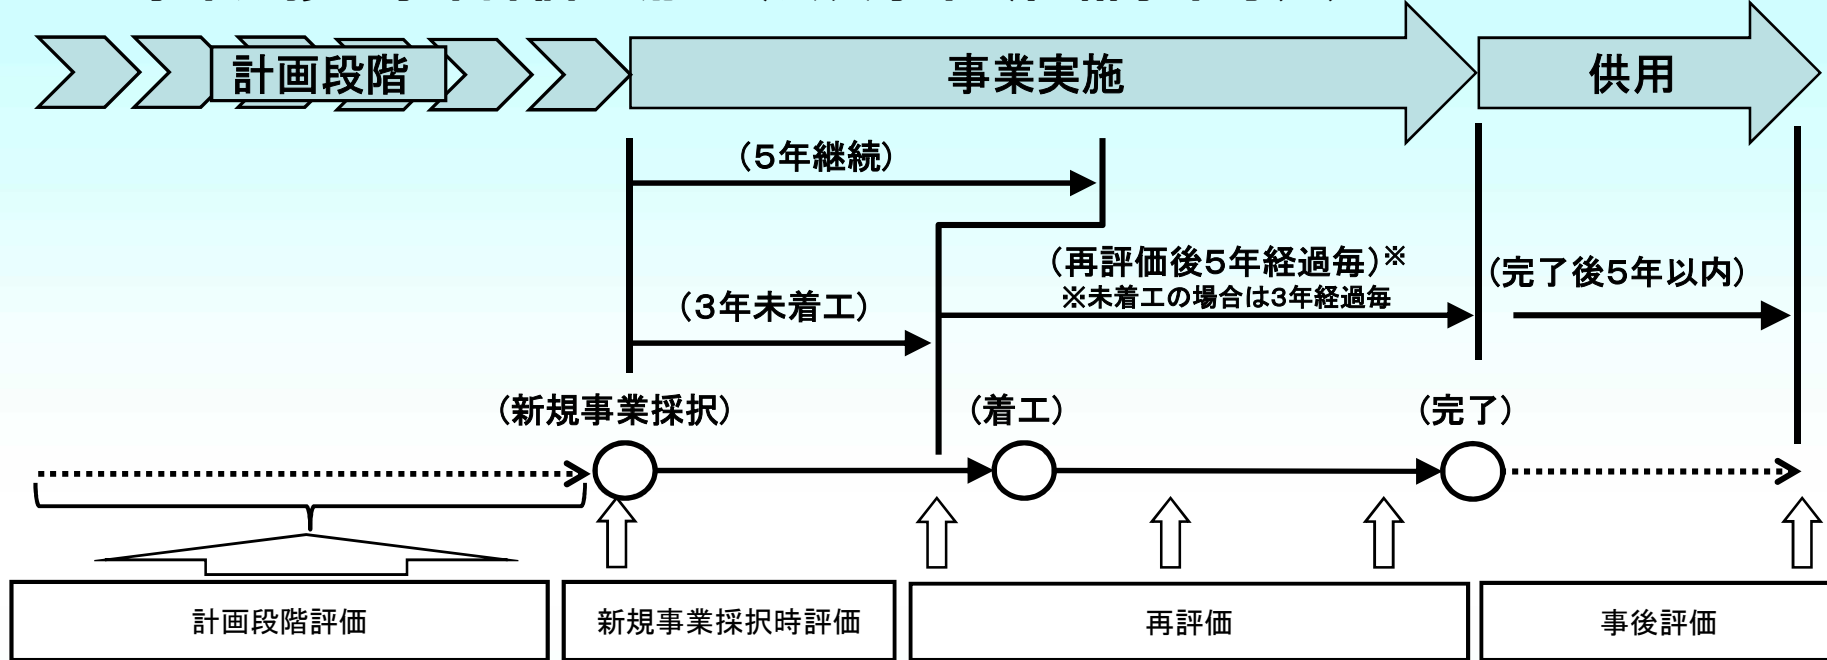 計画段階
事業実施
供用
（５年継続）
（再評価後５年経過毎）※
※未着工の場合は３年経過毎
（完了後５年以内）
（３年未着工）
（新規事業採択）
（着工）
（完了）
計画段階評価
新規事業採択時評価
再評価
事後評価